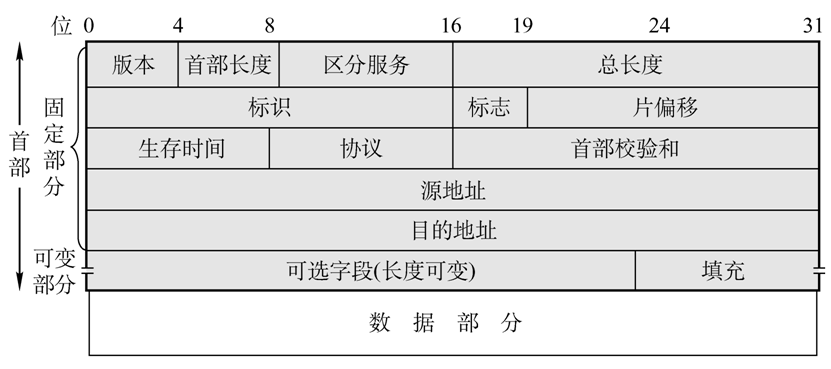 位 0 4 8 16 19 24 31
版本 首部长度 区分服务 总长度
标识 标志 片偏移
生存时间 协议 首部校验和
源地址
目的地址
可选字段(长度可变) 填充
数据部分
首部
固定部分
可变
部分